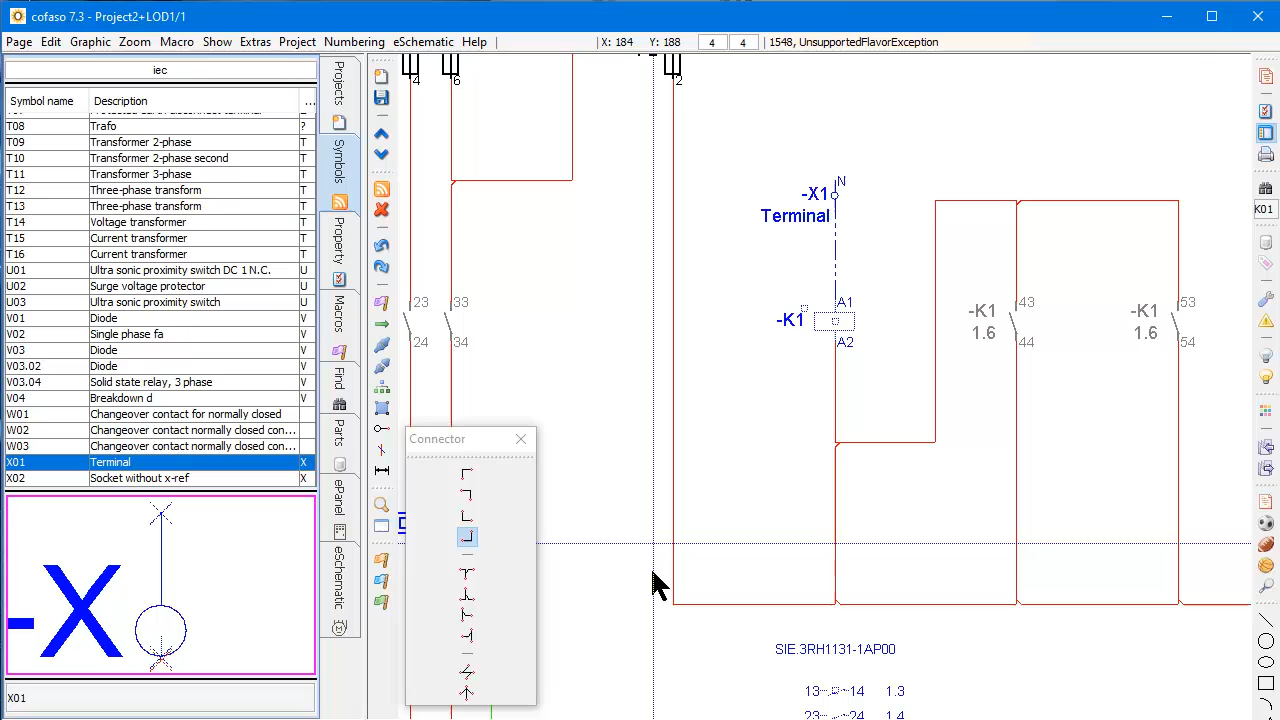 cofaso 7.3 - Project2+LOD1/1
Page Edit Graphic Zoom Macro Show Extras Project Numbering eSchematic Help
X: 184 Y: 188 4 4 1548, UnsupportedFlavorException
iec
Symbol name Description ...
T08 Trafo ?
T09 Transformer 2-phase T
T10 Transformer 2-phase second T
T11 Transformer 3-phase T
T12 Three-phase transform T
T13 Three-phase transform T
T14 Voltage transformer T
T15 Current transformer T
T16 Current transformer T
U01 Ultra sonic proximity switch DC 1 N.C. U
U02 Surge voltage protector U
U03 Ultra sonic proximity switch U
V01 Diode V
V02 Single phase fa V
V03 Diode V
V03.02 Diode V
V03.04 Solid state relay, 3 phase V
V04 Breakdown d V
W01 Changeover contact for normally closed
W02 Changeover contact normally closed con...
W03 Changeover contact normally closed con...
X01 Terminal X
X02 Socket without x-ref X
-X
X01
Projects
Symbols
Property
Macros
Find
Parts
ePanel
eSchematic
4
6
2
23
24
33
34
N
-X1
Terminal
A1
-K1
A2
-K1
1.6
43
44
-K1
1.6
53
54
Connector
SIE.3RH1131-1AP00
13 14 1.3
23 24 1.4
K01